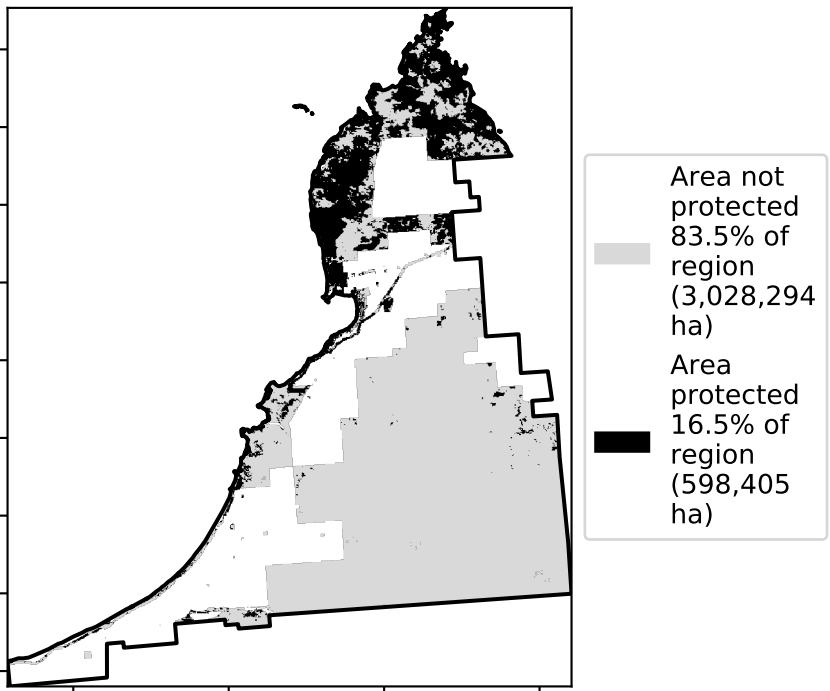 Area not
protected
83.5% of
region
(3,028,294
ha)
Area
protected
16.5% of
region
(598,405
ha)